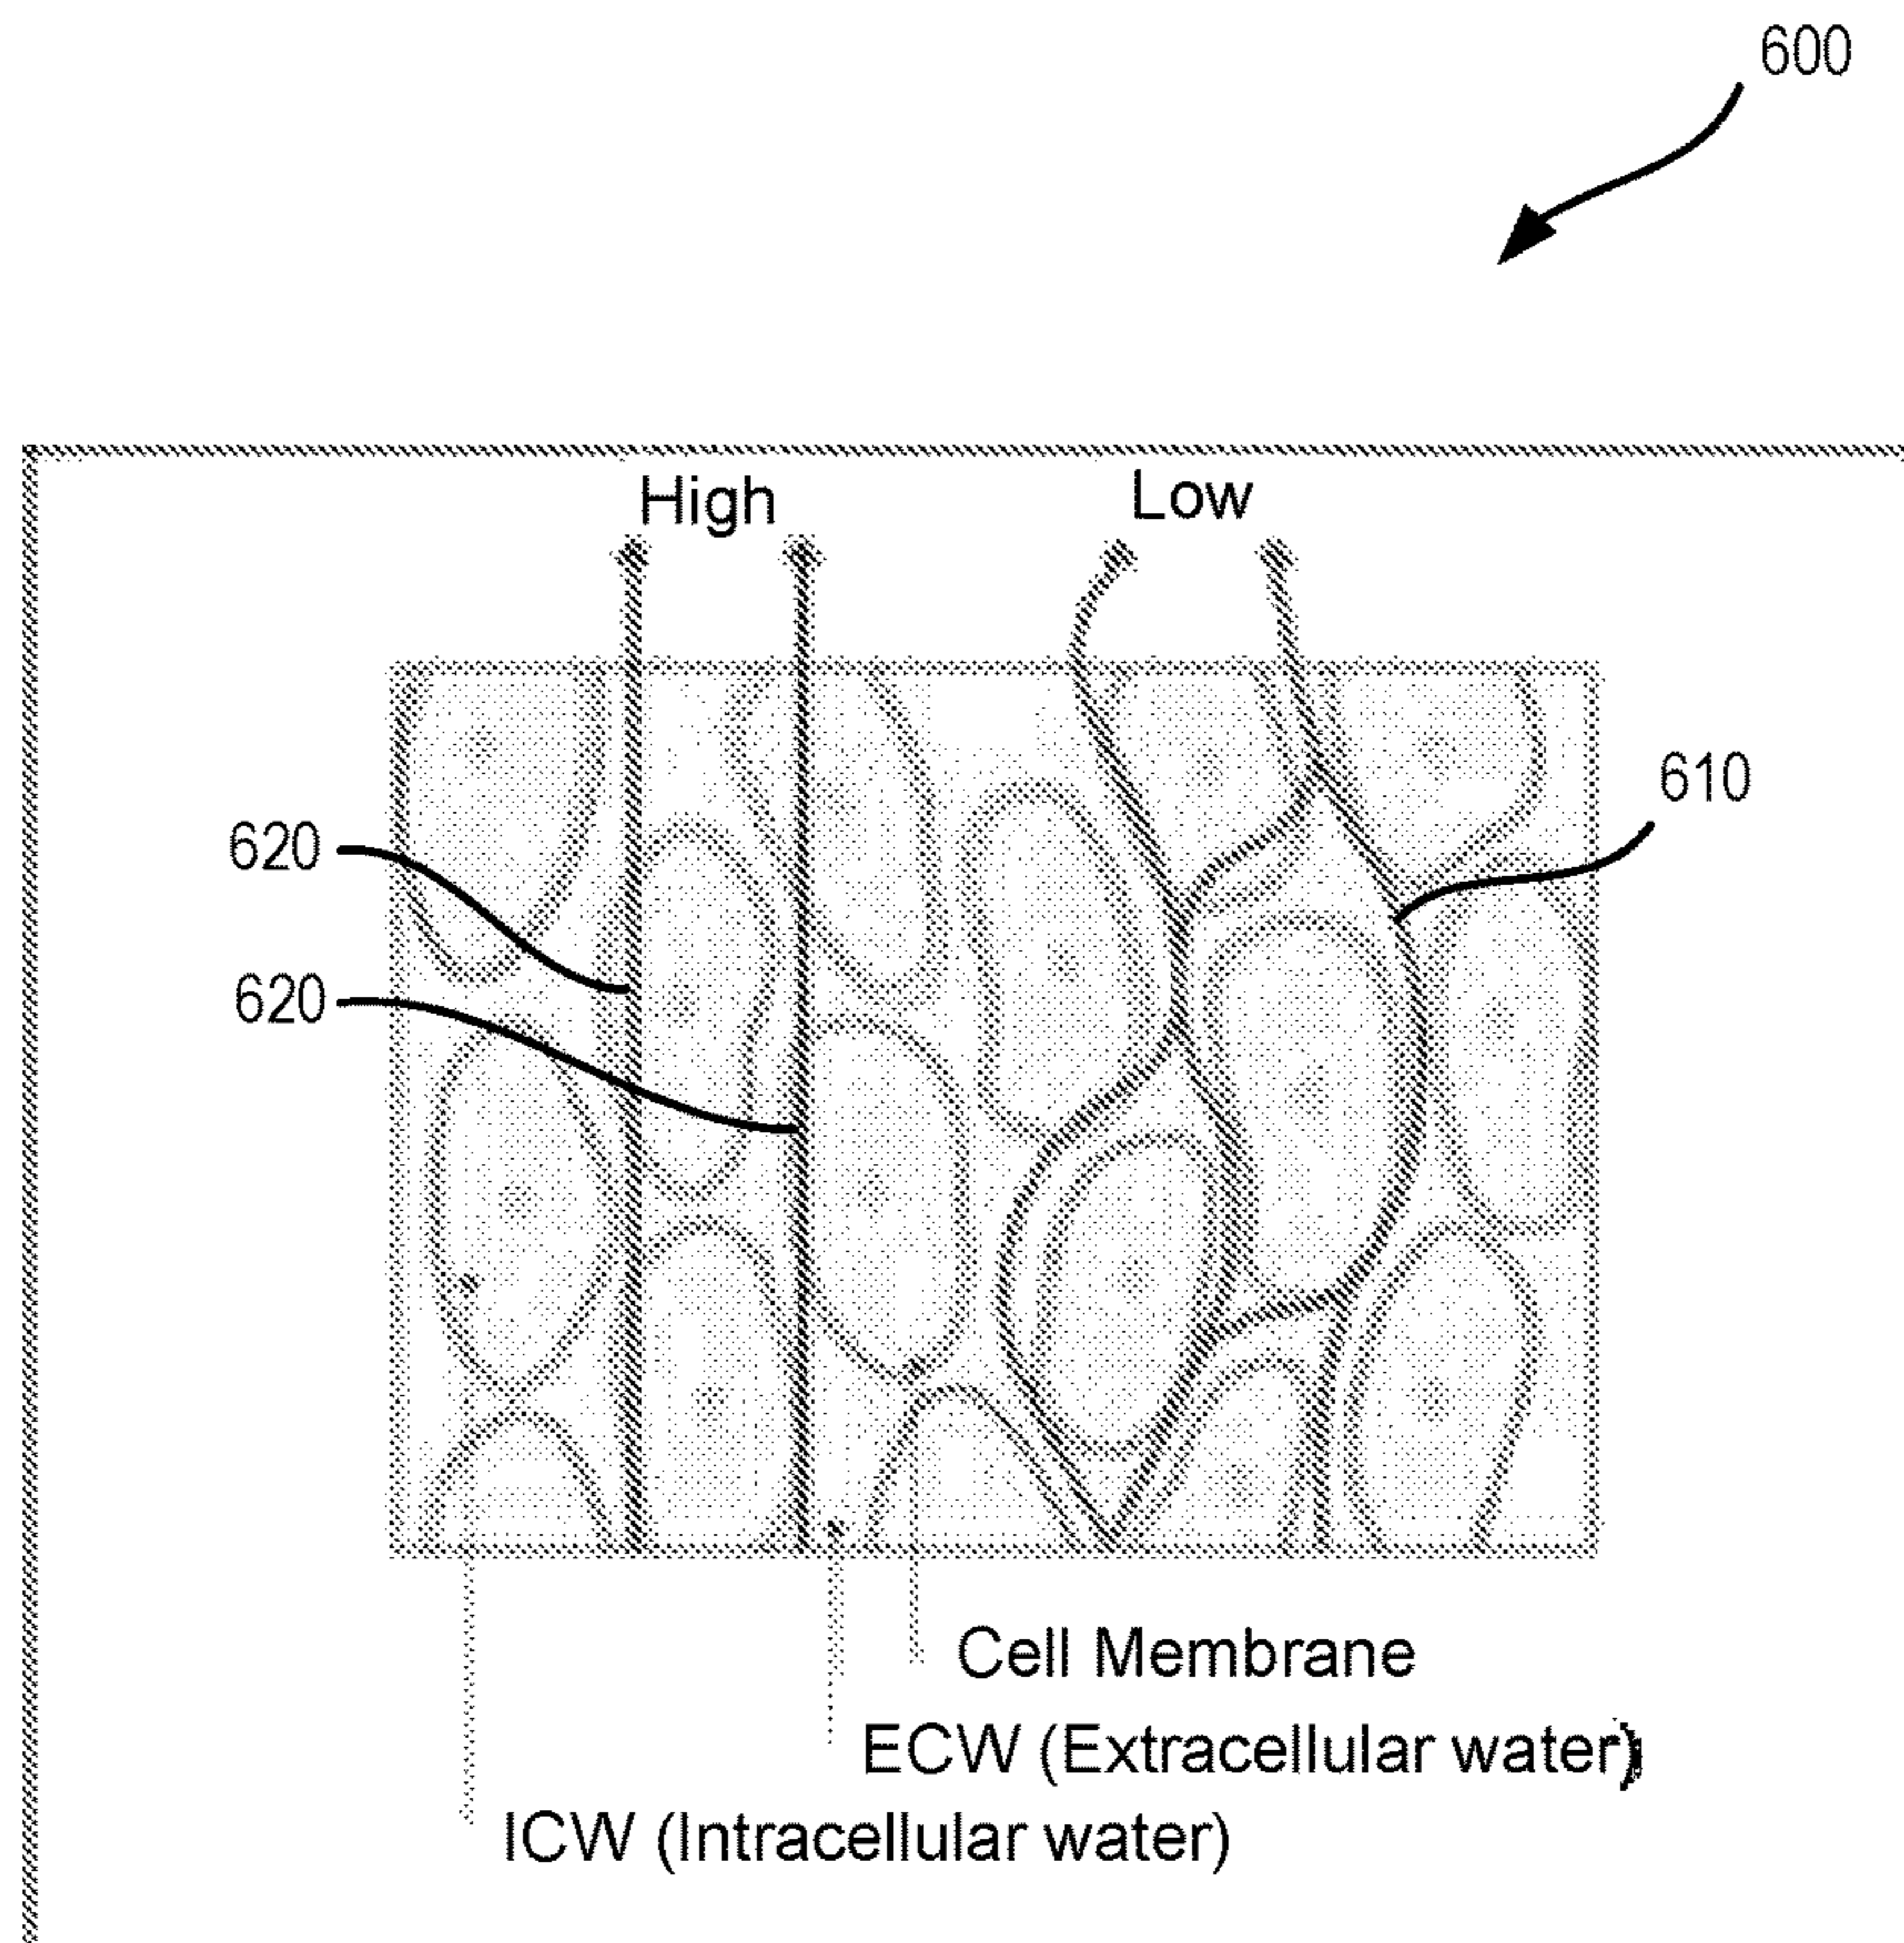 600
High
Low
610
620
620
Cell Membrane
ECW (Extracellular water)
ICW (Intracellular water)